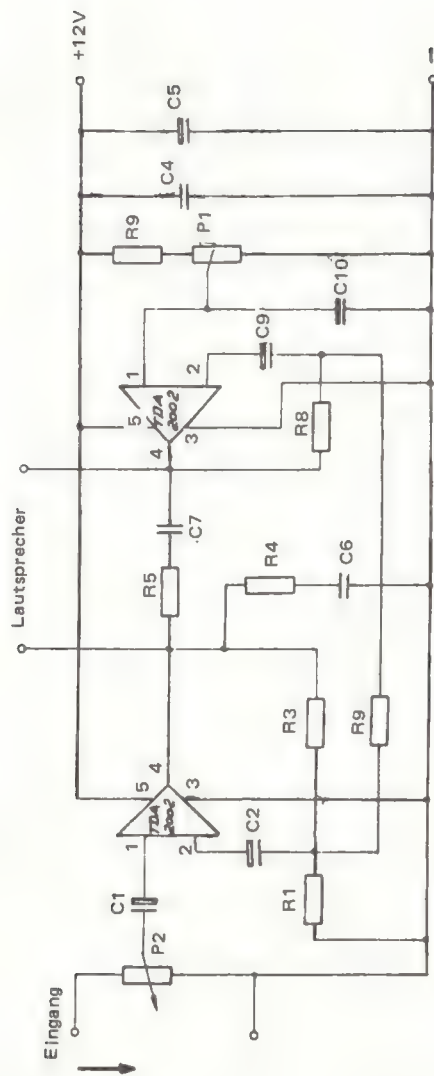 Eingang
P2
C1
1
2
TDA
2002
5
4
3
C2
R1
R3
R9
R4
C6
R5
C7
Lautsprecher
4
5
TDA
2002
3
1
2
R8
C9
C10
P1
R9
C4
C5
+12V
–